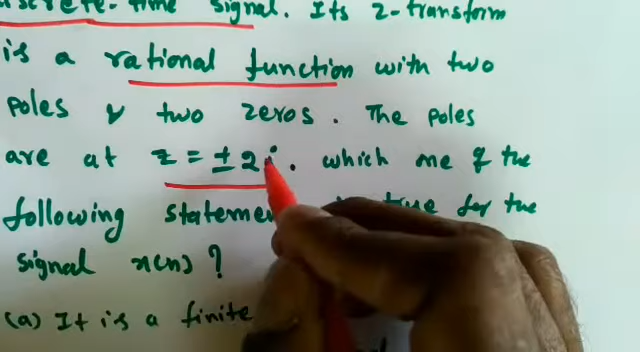 discrete-time signal. Its z-transform
is a rational function with two
poles & two zeros. The poles
are at z = ±2j. which one of the
following true for the
signal x(n) ?
(a) It is a finite